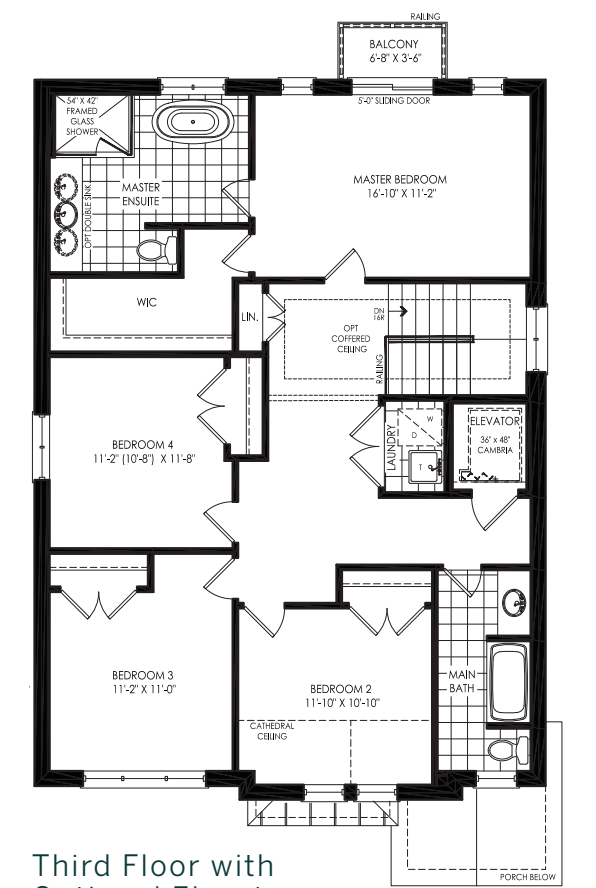 RAILING
BALCONY
6'-8" X 3'-6"
5'-0" SLIDING DOOR
54" X 42"
FRAMED
GLASS
SHOWER
MASTER
ENSUITE
OPT DOUBLE SINK
MASTER BEDROOM
16'-10" X 11'-2"
WIC
LIN.
OPT
COFFERED
CEILING
DN
16R
RAILING
LAUNDRY
W
D
T
ELEVATOR
36" x 48"
CAMBRIA
BEDROOM 4
11'-2" (10'-8") X 11'-8"
BEDROOM 3
11'-2" X 11'-0"
BEDROOM 2
11'-10" X 10'-10"
CATHEDRAL
CEILING
MAIN
BATH
PORCH BELOW
Third Floor with